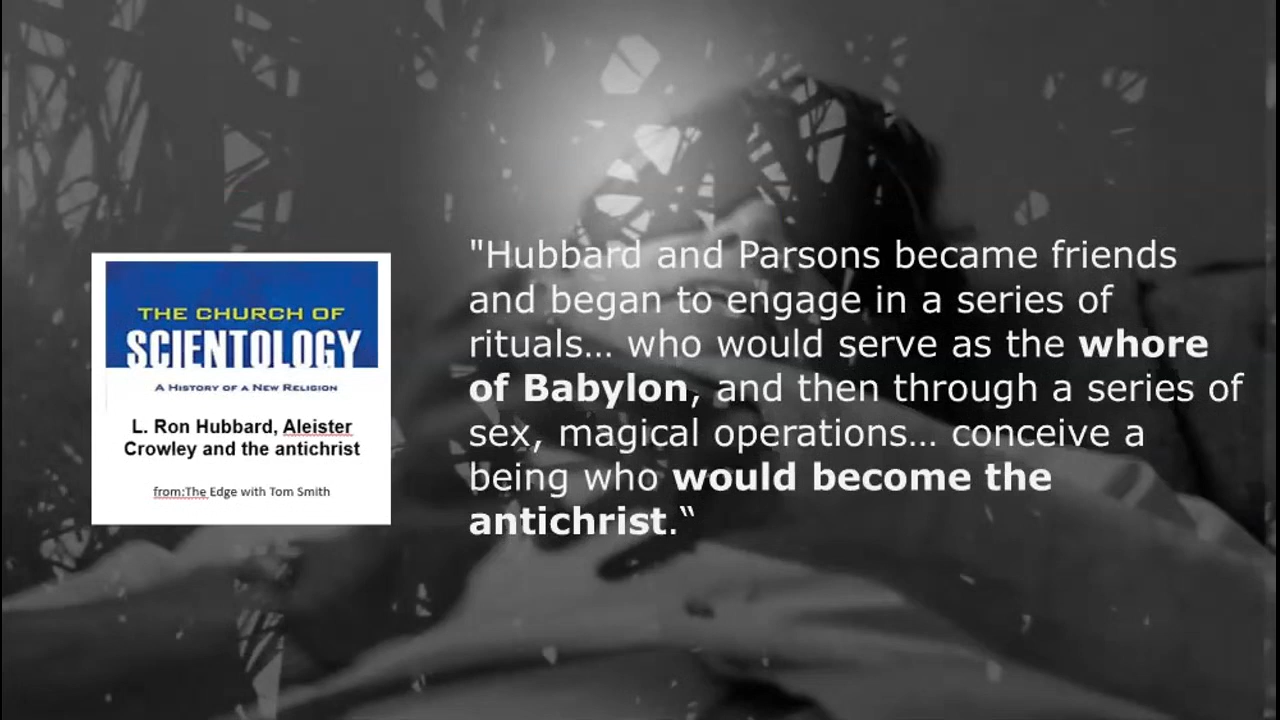 THE CHURCH OF
SCIENTOLOGY
A HISTORY OF A NEW RELIGION
L. Ron Hubbard, Aleister
Crowley and the antichrist
from:The Edge with Tom Smith
"Hubbard and Parsons became friends
and began to engage in a series of
rituals... who would serve as the whore
of Babylon, and then through a series of
sex, magical operations... conceive a
being who would become the
antichrist.“